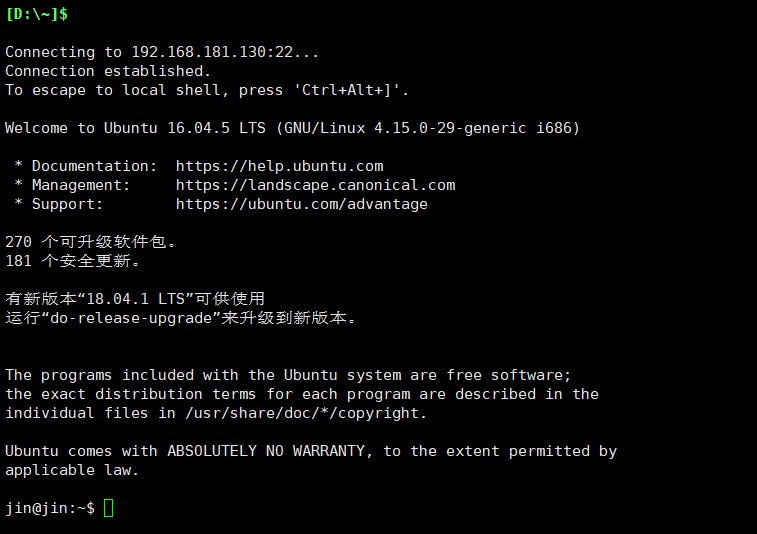 [D:\~]$
Connecting to 192.168.181.130:22...
Connection established.
To escape to local shell, press 'Ctrl+Alt+]'.
Welcome to Ubuntu 16.04.5 LTS (GNU/Linux 4.15.0-29-generic i686)
* Documentation:  https://help.ubuntu.com
* Management:     https://landscape.canonical.com
* Support:        https://ubuntu.com/advantage
270 个可升级软件包。
181 个安全更新。
有新版本“18.04.1 LTS”可供使用
运行“do-release-upgrade”来升级到新版本。
The programs included with the Ubuntu system are free software;
the exact distribution terms for each program are described in the
individual files in /usr/share/doc/*/copyright.
Ubuntu comes with ABSOLUTELY NO WARRANTY, to the extent permitted by
applicable law.
jin@jin:~$